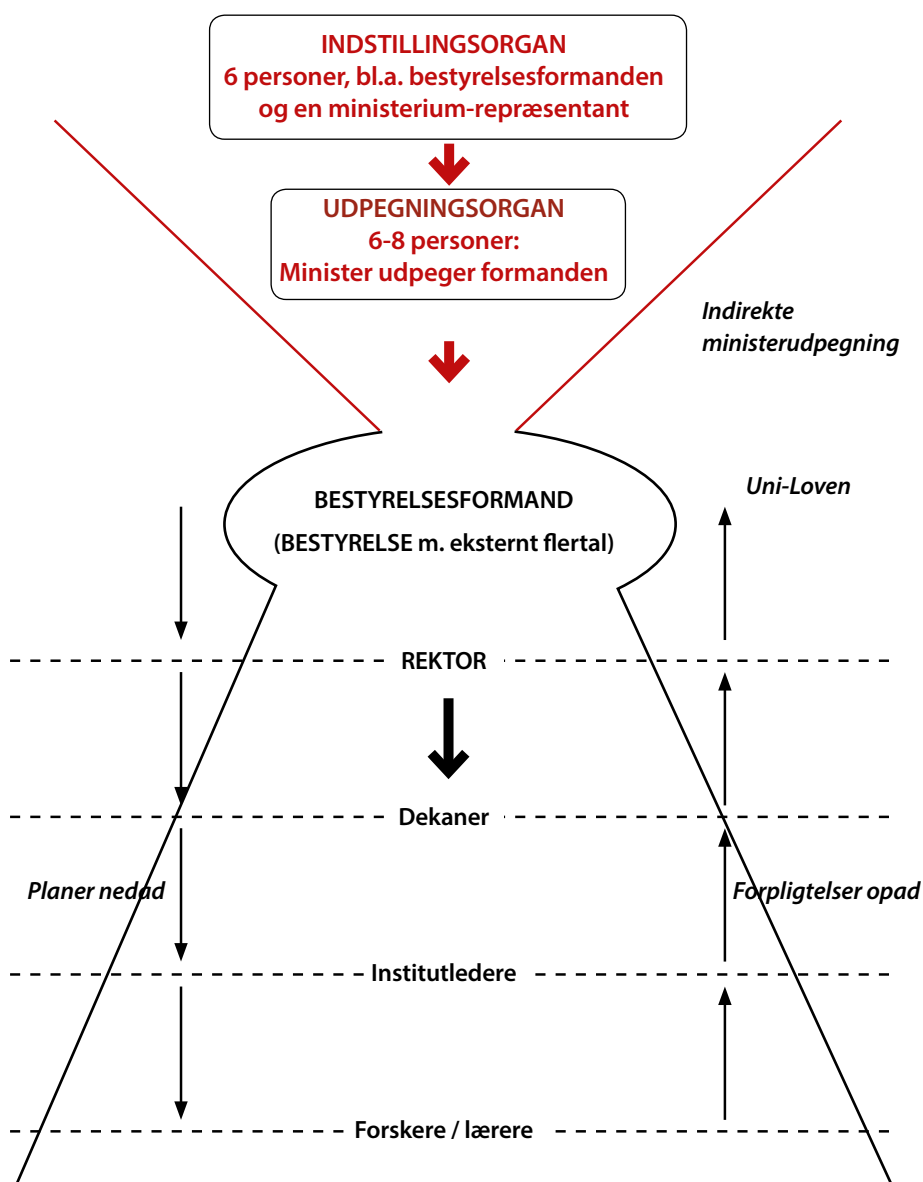 INDSTILLINGSORGAN
6 personer, bl.a. bestyrelsesformanden
og en ministerium-repræsentant
UDPEGNINGSORGAN
6-8 personer:
Minister udpeger formanden
Indirekte
ministerudpegning
Uni-Loven
BESTYRELSESFORMAND
(BESTYRELSE m. eksternt flertal)
REKTOR
Dekaner
Planer nedad
Forpligtelser opad
Institutledere
Forskere / lærere